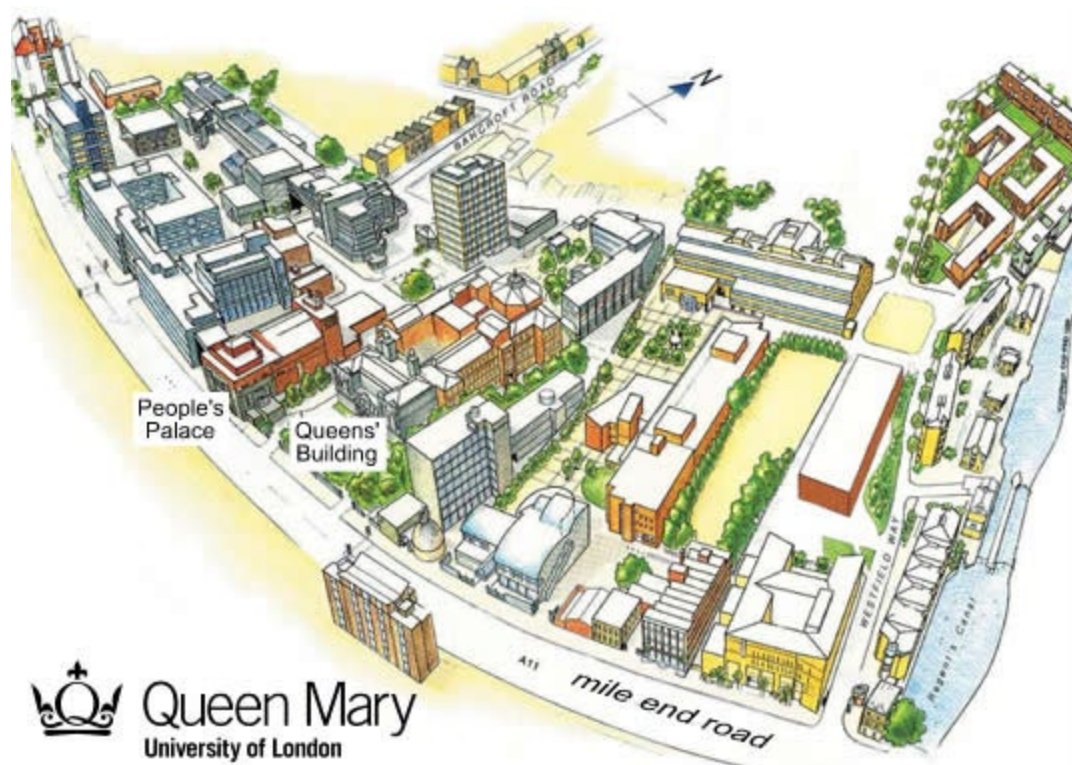 N
BANCROFT ROAD
People's
Palace
Queens'
Building
WESTFIELD WAY
Regent's Canal
A11
mile end road
Queen Mary
University of London